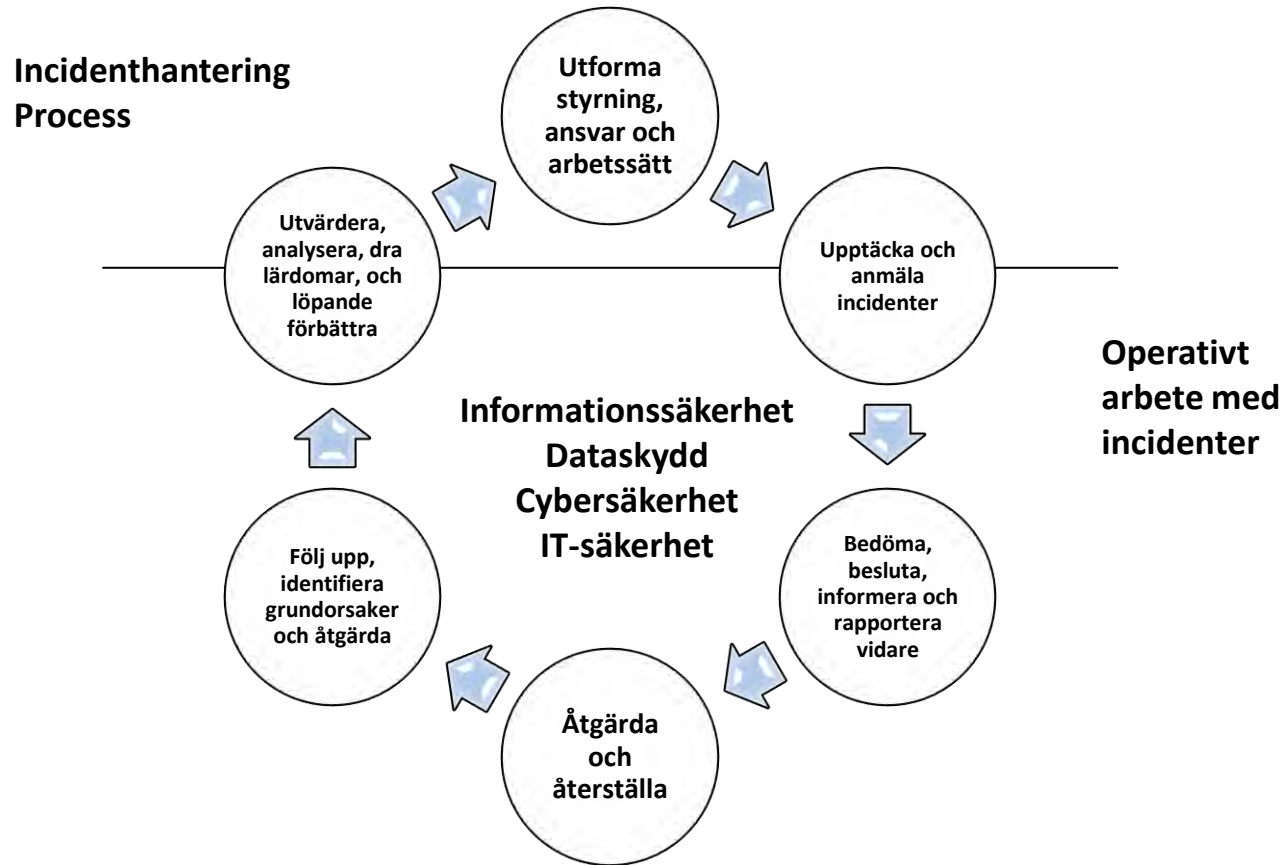 Incidenthantering
Process
Utforma
styrning,
ansvar och
arbetssätt
Upptäcka och
anmäla
incidenter
Bedöma,
besluta,
informera och
rapportera
vidare
Åtgärda
och
återställa
Följ upp,
identifiera
grundorsaker
och åtgärda
Utvärdera,
analysera, dra
lärdomar, och
löpande
förbättra
Informationssäkerhet
Dataskydd
Cybersäkerhet
IT-säkerhet
Operativt
arbete med
incidenter